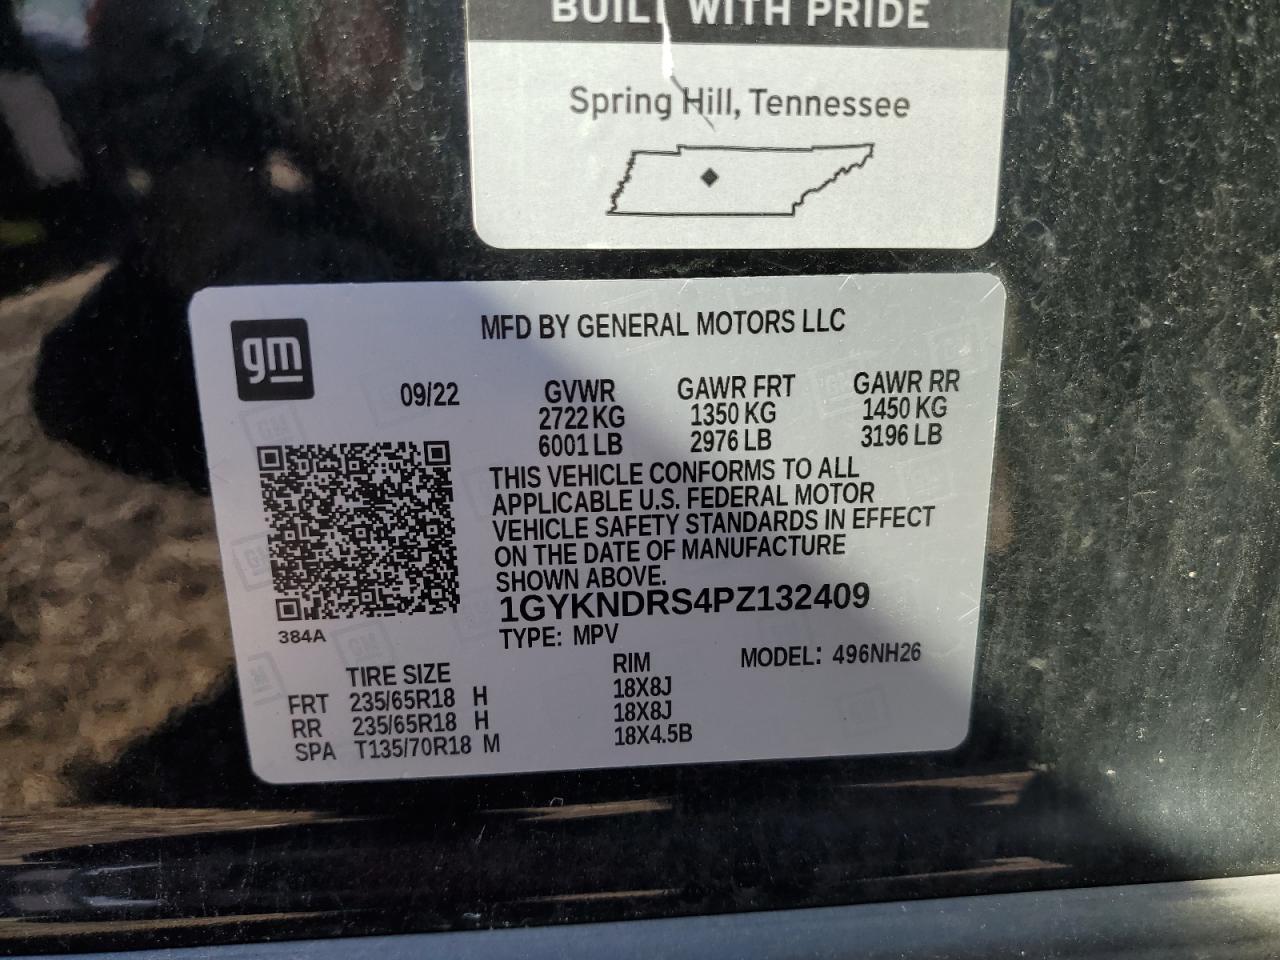 BUILT WITH PRIDE
Spring Hill, Tennessee
gm
MFD BY GENERAL MOTORS LLC
09/22 GVWR GAWR FRT GAWR RR
2722 KG 1350 KG 1450 KG
6001 LB 2976 LB 3196 LB
THIS VEHICLE CONFORMS TO ALL
APPLICABLE U.S. FEDERAL MOTOR
VEHICLE SAFETY STANDARDS IN EFFECT
ON THE DATE OF MANUFACTURE
SHOWN ABOVE.
1GYKNDRS4PZ132409
384A
TYPE: MPV
MODEL: 496NH26
TIRE SIZE RIM
FRT 235/65R18 H 18X8J
RR 235/65R18 H 18X8J
SPA T135/70R18 M 18X4.5B